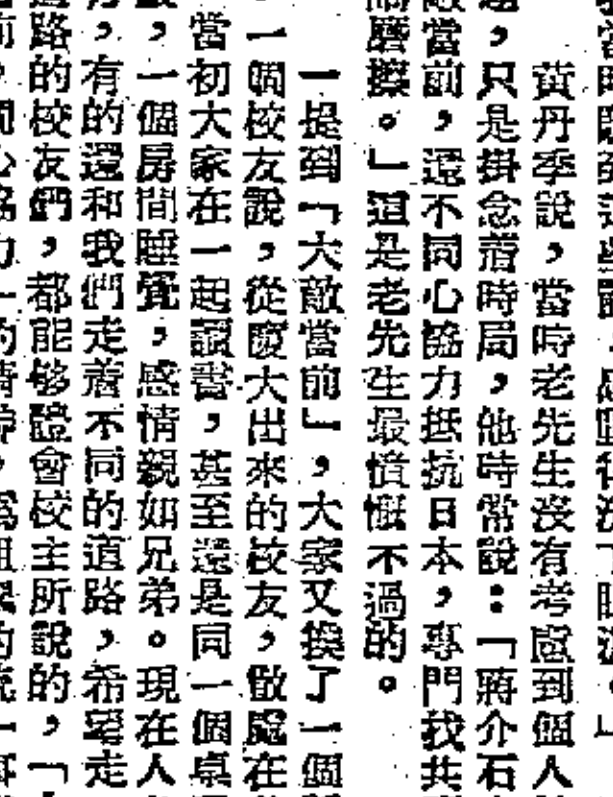 黃丹季說，當時老先生沒有考慮到個人
，只是掛念着時局，他時常說：「蔣介石
當前，還不同心協力抵抗日本，專門找共
磨擦。」這是老先生最憤慨不過的。
一提到「大敵當前」，大家又換了一個
一個校友說，從廈大出來的校友，散處在
當初大家在一起讀書，甚至還是同一個桌
，一個房間睡覺，感情親如兄弟。現在人
，有的還和我們走着不同的道路，希望走
路的校友們，都能够體會校主所說的，「